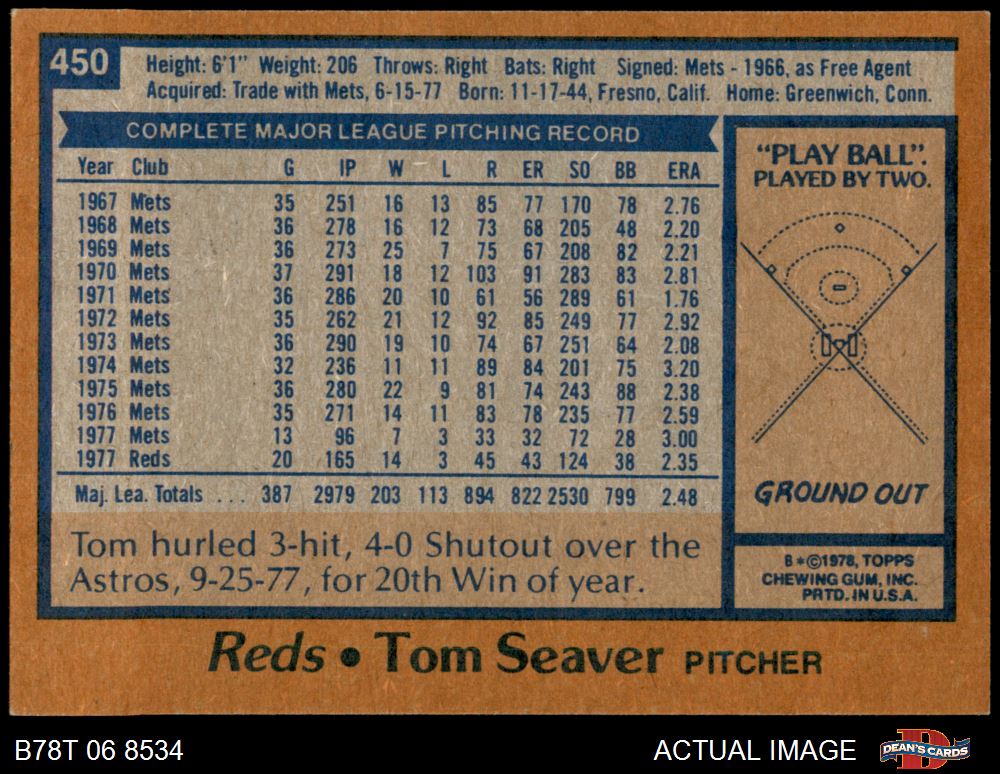 450
Height: 6'1" Weight: 206 Throws: Right Bats: Right Signed: Mets - 1966, as Free Agent
Acquired: Trade with Mets, 6-15-77 Born: 11-17-44, Fresno, Calif. Home: Greenwich, Conn.
COMPLETE MAJOR LEAGUE PITCHING RECORD
Year Club G IP W L R ER SO BB ERA
1967 Mets 35 251 16 13 85 77 170 78 2.76
1968 Mets 36 278 16 12 73 68 205 48 2.20
1969 Mets 36 273 25 7 75 67 208 82 2.21
1970 Mets 37 291 18 12 103 91 283 83 2.81
1971 Mets 36 286 20 10 61 56 289 61 1.76
1972 Mets 35 262 21 12 92 85 249 77 2.92
1973 Mets 36 290 19 10 74 67 251 64 2.08
1974 Mets 32 236 11 11 89 84 201 75 3.20
1975 Mets 36 280 22 9 81 74 243 88 2.38
1976 Mets 35 271 14 11 83 78 235 77 2.59
1977 Mets 13 96 7 3 33 32 72 28 3.00
1977 Reds 20 165 14 3 45 43 124 38 2.35
Maj. Lea. Totals ... 387 2979 203 113 894 822 2530 799 2.48
Tom hurled 3-hit, 4-0 Shutout over the
Astros, 9-25-77, for 20th Win of year.
"PLAY BALL".
PLAYED BY TWO.
GROUND OUT
B*©1978, TOPPS
CHEWING GUM, INC.
PRTD. IN U.S.A.
Reds • Tom Seaver PITCHER
B78T 06 8534
ACTUAL IMAGE
DEAN'S CARDS